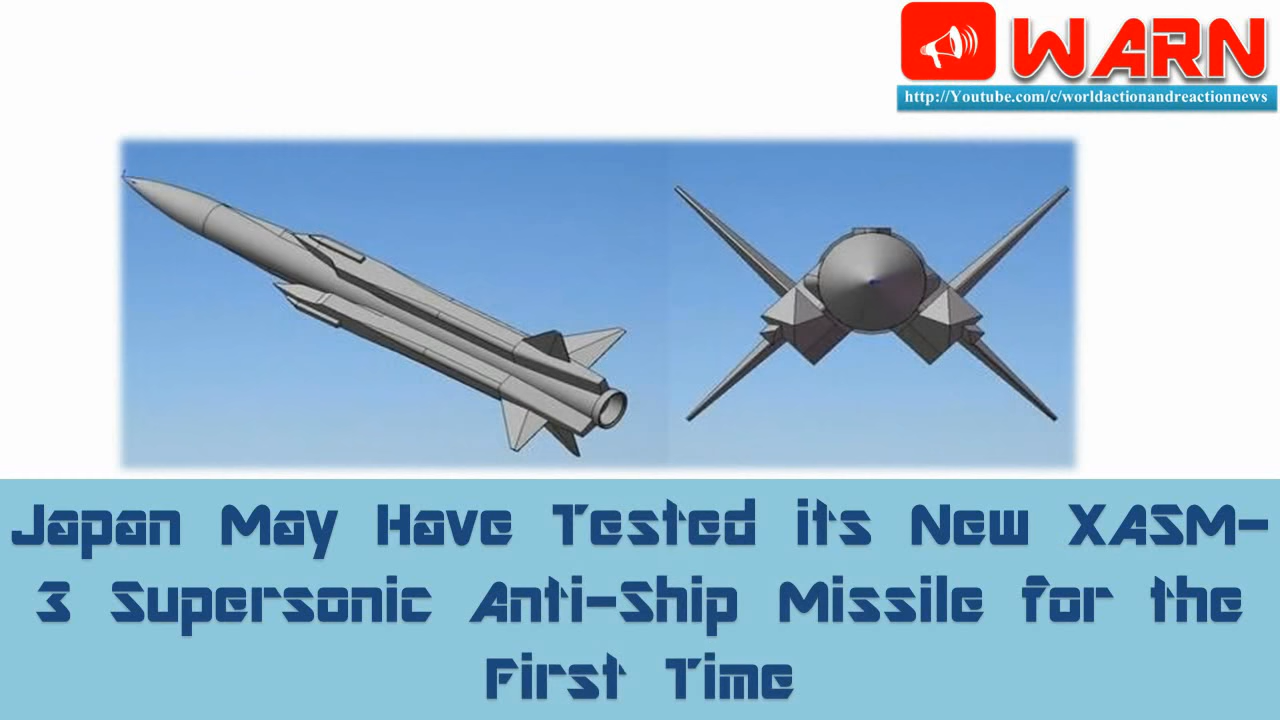 WARN
http://Youtube.com/c/worldactionandreactionnews
Japan May Have Tested its New XASM-
3 Supersonic Anti-Ship Missile for the
First Time